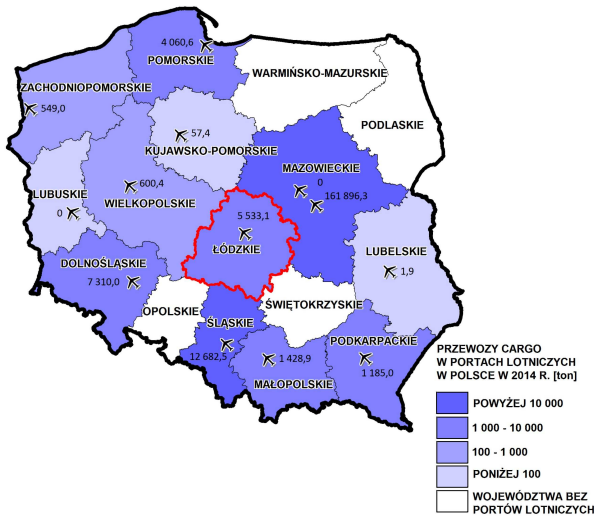 4 060,6
POMORSKIE
WARMIŃSKO-MAZURSKIE
ZACHODNIOPOMORSKIE
549,0
PODLASKIE
57,4
KUJAWSKO-POMORSKIE
MAZOWIECKIE
0
161 896,3
600,4
WIELKOPOLSKIE
LUBUSKIE
0
5 533,1
ŁÓDZKIE
LUBELSKIE
1,9
DOLNOŚLĄSKIE
7 310,0
OPOLSKIE
ŚWIĘTOKRZYSKIE
ŚLĄSKIE
12 682,5
1 428,9
MAŁOPOLSKIE
PODKARPACKIE
1 185,0
PRZEWOZY CARGO
W PORTACH LOTNICZYCH
W POLSCE W 2014 R. [ton]
POWYŻEJ 10 000
1 000 - 10 000
100 - 1 000
PONIŻEJ 100
WOJEWÓDZTWA BEZ
PORTÓW LOTNICZYCH